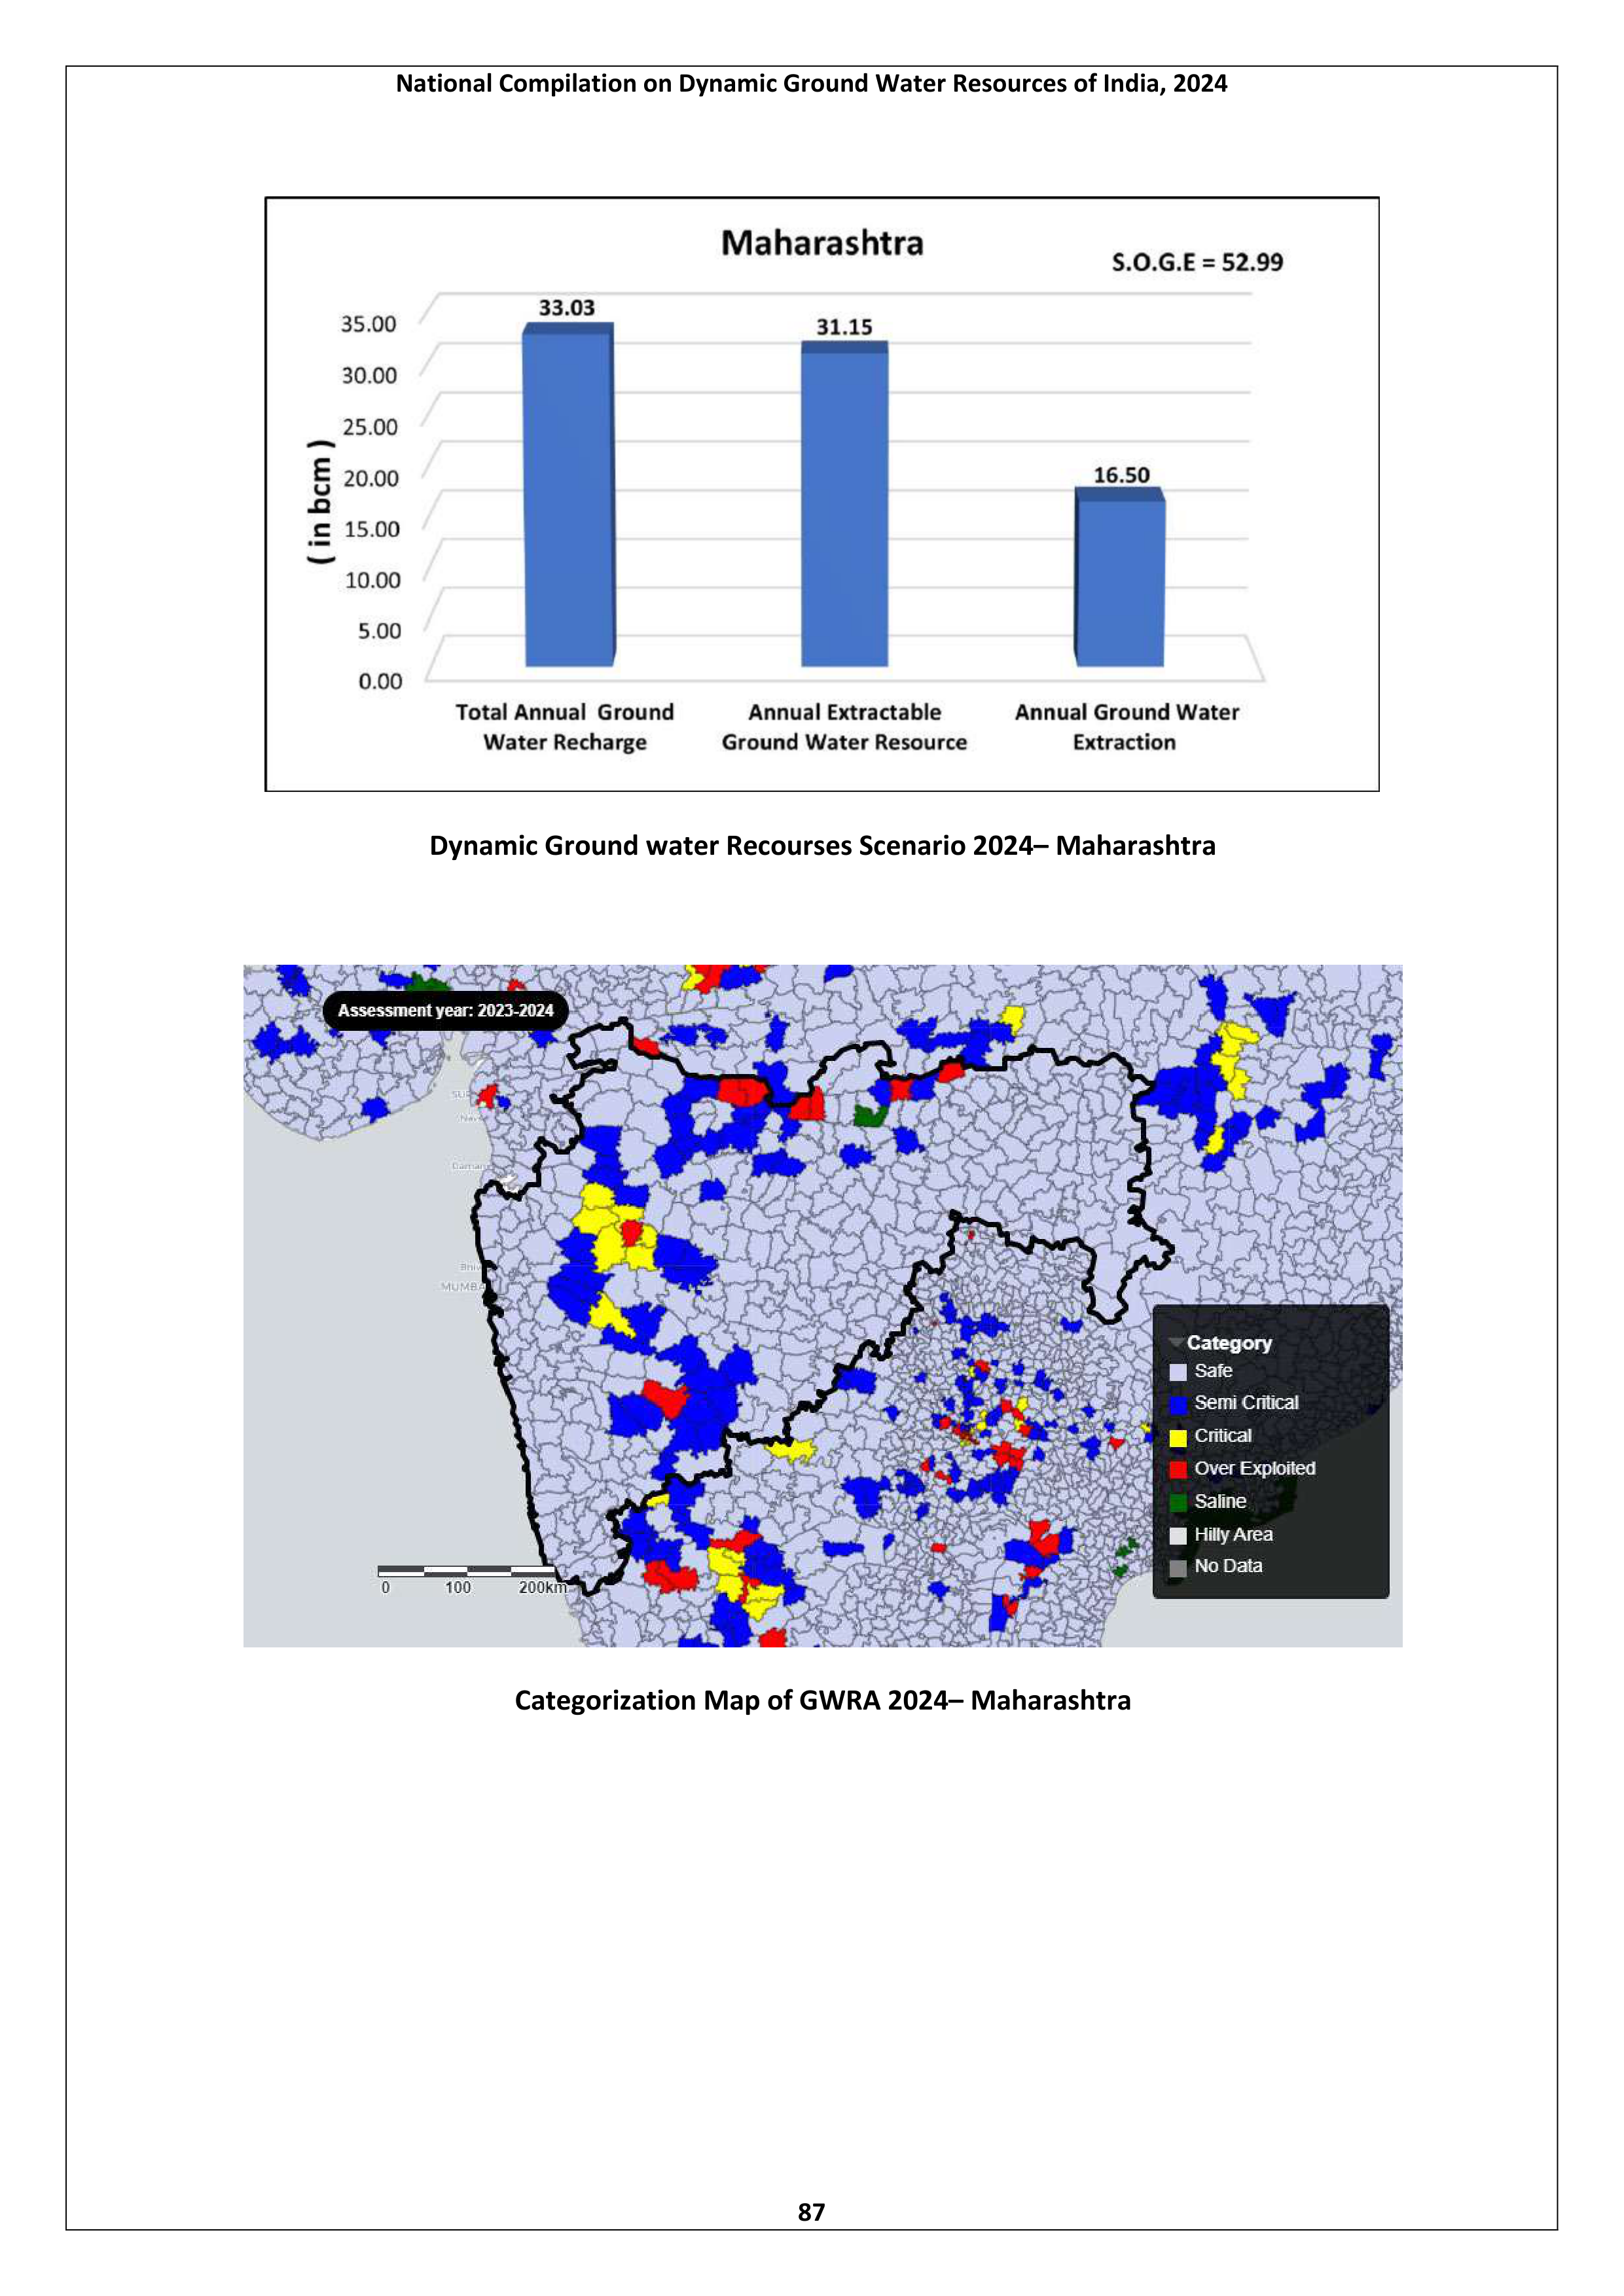 National Compilation on Dynamic Ground Water Resources of India, 2024
Maharashtra
S.O.G.E = 52.99
33.03
31.15
16.50
35.00
30.00
25.00
20.00
15.00
10.00
5.00
0.00
( in bcm )
Total Annual Ground
Water Recharge
Annual Extractable
Ground Water Resource
Annual Ground Water
Extraction
Dynamic Ground water Recourses Scenario 2024– Maharashtra
Assessment year: 2023-2024
Daman
MUMBA
Category
Safe
Semi Critical
Critical
Over Exploited
Saline
Hilly Area
No Data
0 100 200km
Categorization Map of GWRA 2024– Maharashtra
87